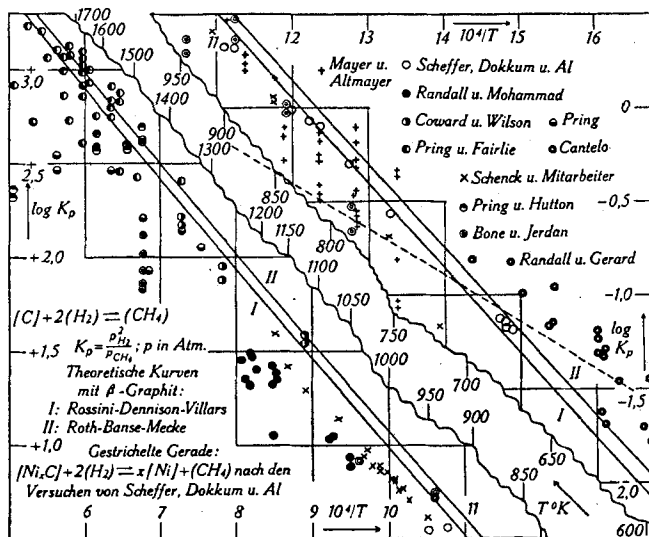 1700
1600
1500
1400
1300
1200
1150
1100
1050
1000
950
900
850
11
12
13
14
15
16
10⁴/T
Mayer u. Altmayer
Scheffer, Dokkum u. Al
Randall u. Mohammad
Coward u. Wilson
Pring
Pring u. Fairlie
Cantelo
Schenck u. Mitarbeiter
Pring u. Hutton
Bone u. Jerdan
Randall u. Gerard
950
900
850
800
750
700
650
600
T°K
0
-0,5
-1,0
log Kₚ
-1,5
2,0
II
I
+
3,0
+
2,5
log Kₚ
+2,0
+1,5
+1,0
II
I
[C]+2(H₂)⇌(CH₄)
Kₚ=p²H₂/pCH₄; p in Atm.
Theoretische Kurven
mit β-Graphit:
I: Rossini-Dennison-Villars
II: Roth-Banse-Mecke
Gestrichelte Gerade:
[NiₓC]+2(H₂)⇌x[Ni]+(CH₄) nach den
Versuchen von Scheffer, Dokkum u. Al
6
7
8
9
10⁴/T
10
11